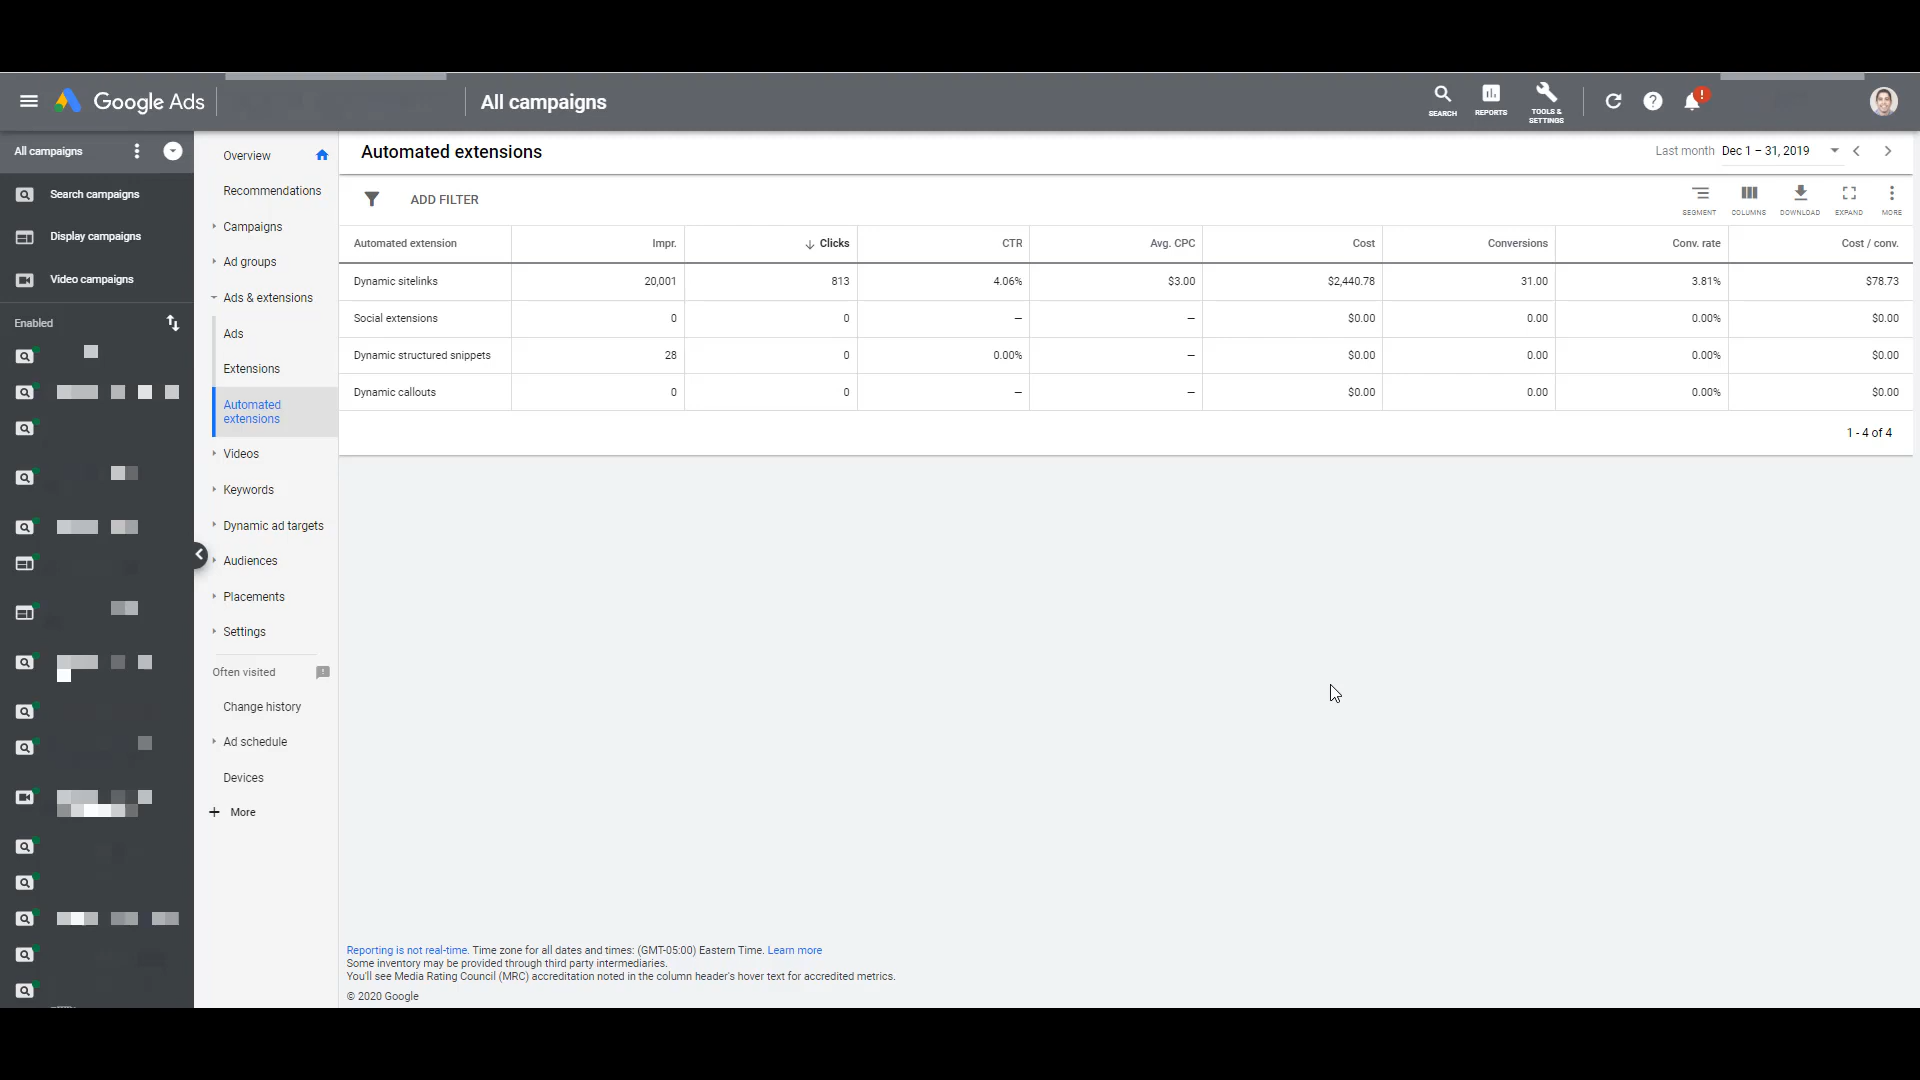 Google Ads
All campaigns
SEARCH
REPORTS
TOOLS &
SETTINGS
!
All campaigns
Search campaigns
Display campaigns
Video campaigns
Enabled
Overview
Recommendations
Campaigns
Ad groups
Ads & extensions
Ads
Extensions
Automated
extensions
Videos
Keywords
Dynamic ad targets
Audiences
Placements
Settings
Often visited
Change history
Ad schedule
Devices
More
Automated extensions
Last month Dec 1 – 31, 2019
ADD FILTER
SEGMENT COLUMNS DOWNLOAD EXPAND MORE
Automated extension Impr. Clicks CTR Avg. CPC Cost Conversions Conv. rate Cost / conv.
Dynamic sitelinks 20,001 813 4.06% $3.00 $2,440.78 31.00 3.81% $78.73
Social extensions 0 0 — — $0.00 0.00 0.00% $0.00
Dynamic structured snippets 28 0 0.00% — $0.00 0.00 0.00% $0.00
Dynamic callouts 0 0 — — $0.00 0.00 0.00% $0.00
1 - 4 of 4
Reporting is not real-time. Time zone for all dates and times: (GMT-05:00) Eastern Time. Learn more
Some inventory may be provided through third party intermediaries.
You'll see Media Rating Council (MRC) accreditation noted in the column header's hover text for accredited metrics.
© 2020 Google